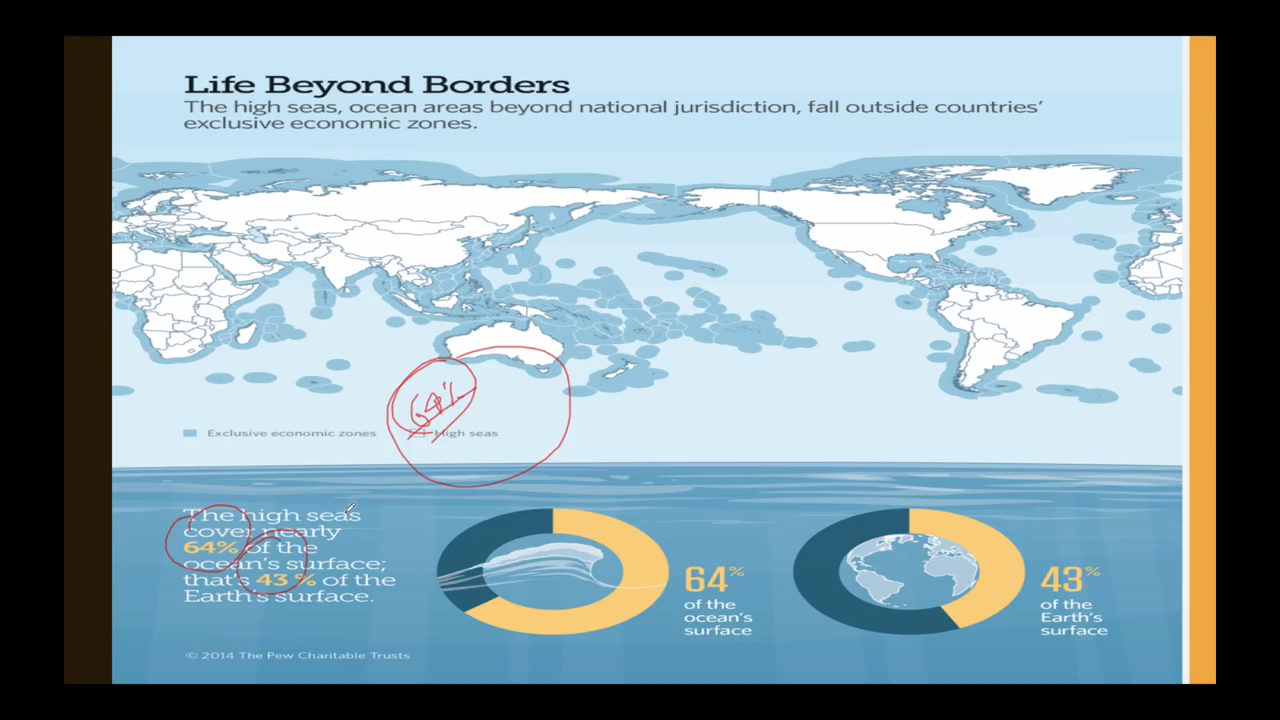 Life Beyond Borders
The high seas, ocean areas beyond national jurisdiction, fall outside countries'
exclusive economic zones.
64%
Exclusive economic zones
High seas
The high seas
cover nearly
64% of the
ocean's surface;
that's 43 % of the
Earth's surface.
64%
of the
ocean's
surface
43%
of the
Earth's
surface
© 2014 The Pew Charitable Trusts